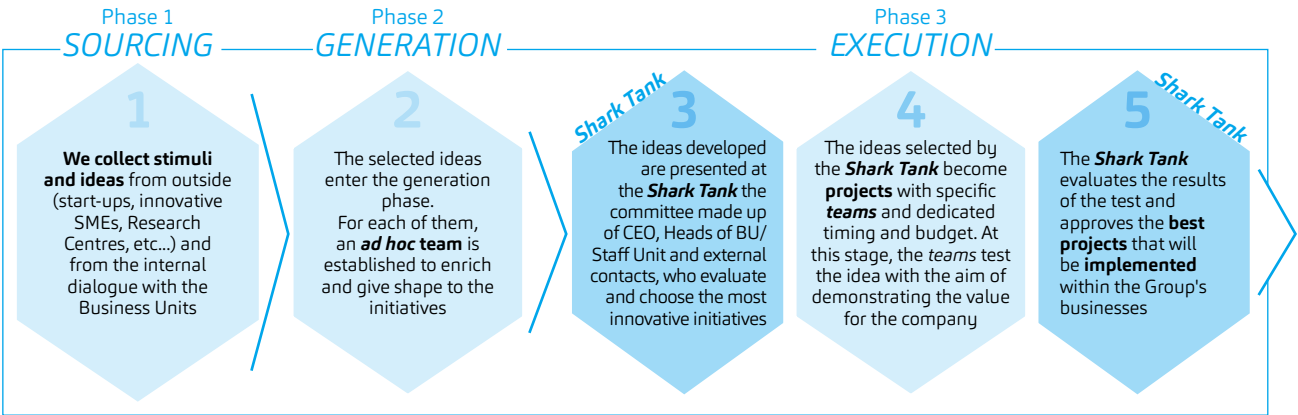 Phase 1
SOURCING
Phase 2
GENERATION
Phase 3
EXECUTION
1
We collect stimuli
and ideas from outside
(start-ups, innovative
SMEs, Research
Centres, etc...) and
from the internal
dialogue with the
Business Units
2
The selected ideas
enter the generation
phase.
For each of them,
an ad hoc team is
established to enrich
and give shape to the
initiatives
Shark Tank
3
The ideas developed
are presented at
the Shark Tank the
committee made up
of CEO, Heads of BU/
Staff Unit and external
contacts, who evaluate
and choose the most
innovative initiatives
4
The ideas selected by
the Shark Tank become
projects with specific
teams and dedicated
timing and budget. At
this stage, the teams test
the idea with the aim of
demonstrating the value
for the company
Shark Tank
5
The Shark Tank
evaluates the results
of the test and
approves the best
projects that will
be implemented
within the Group's
businesses